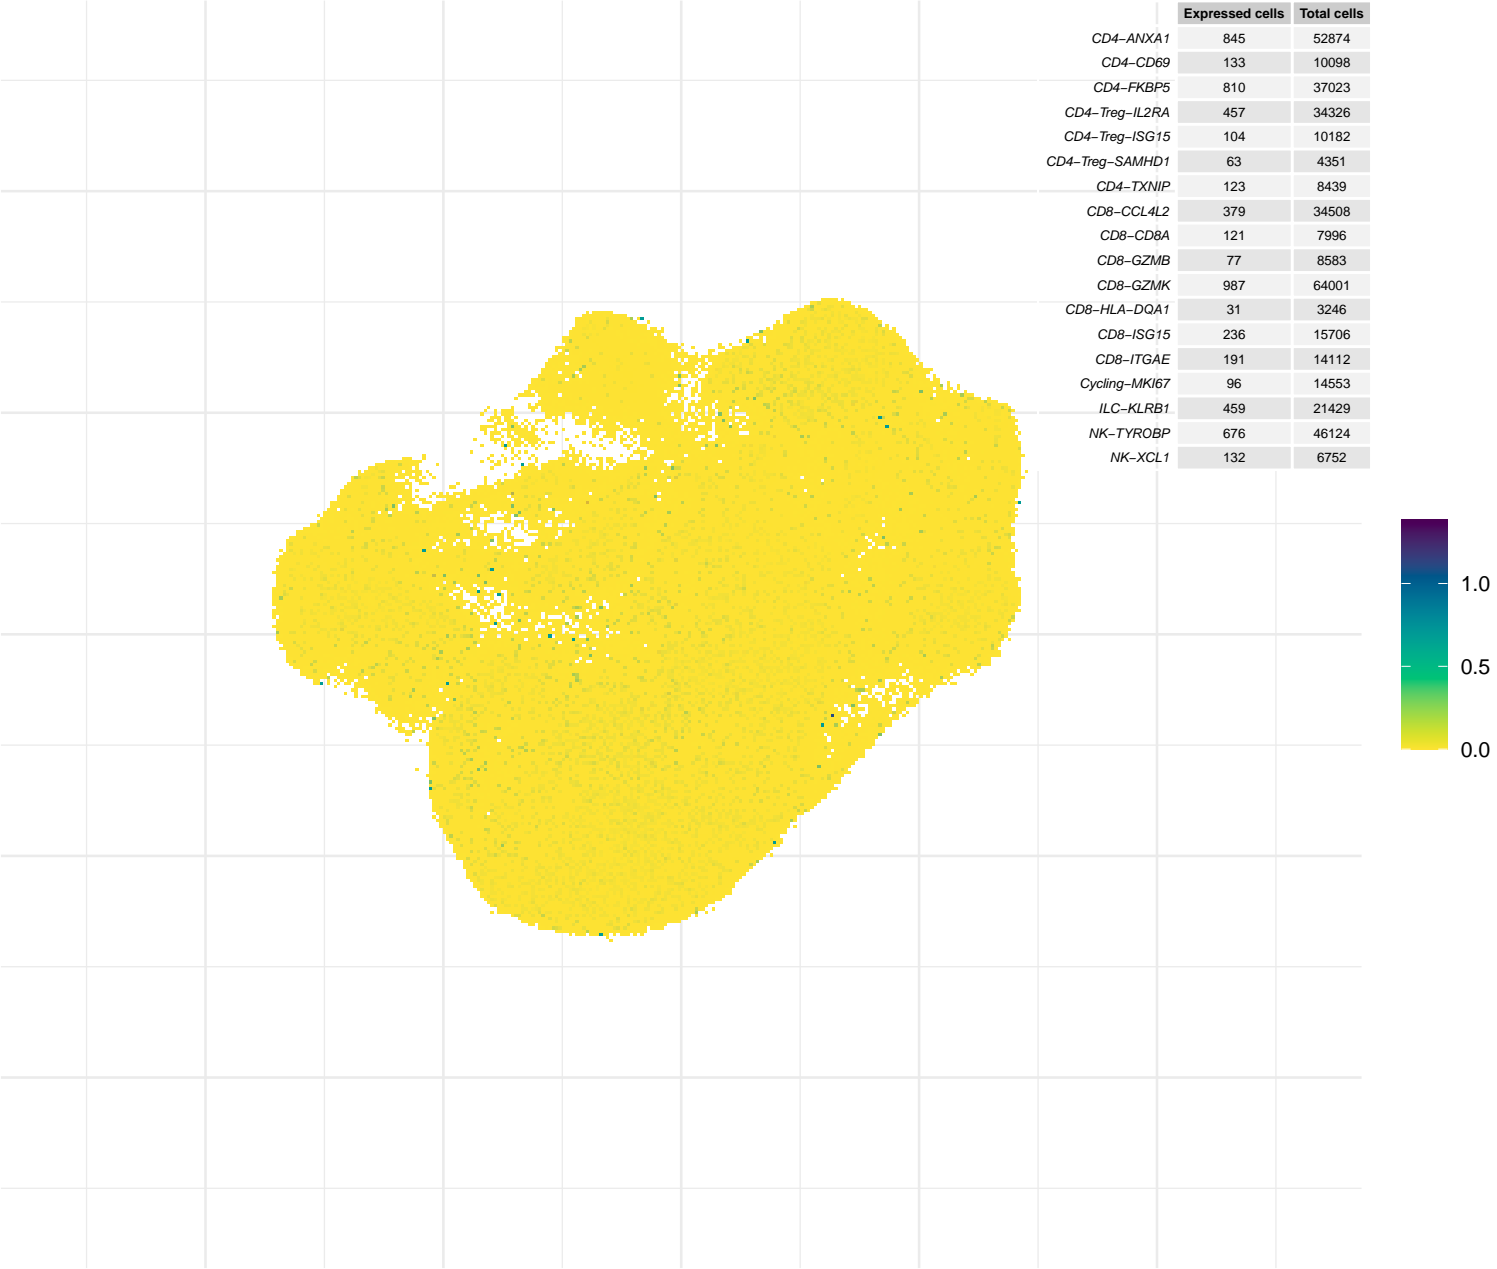 Expressed cells Total cells
CD4−ANXA1 845 52874
CD4−CD69 133 10098
CD4−FKBP5 810 37023
CD4−Treg−IL2RA 457 34326
CD4−Treg−ISG15 104 10182
CD4−Treg−SAMHD1 63 4351
CD4−TXNIP 123 8439
CD8−CCL4L2 379 34508
CD8−CD8A 121 7996
CD8−GZMB 77 8583
CD8−GZMK 987 64001
CD8−HLA−DQA1 31 3246
CD8−ISG15 236 15706
CD8−ITGAE 191 14112
Cycling−MKI67 96 14553
ILC−KLRB1 459 21429
NK−TYROBP 676 46124
NK−XCL1 132 6752
1.0
0.5
0.0